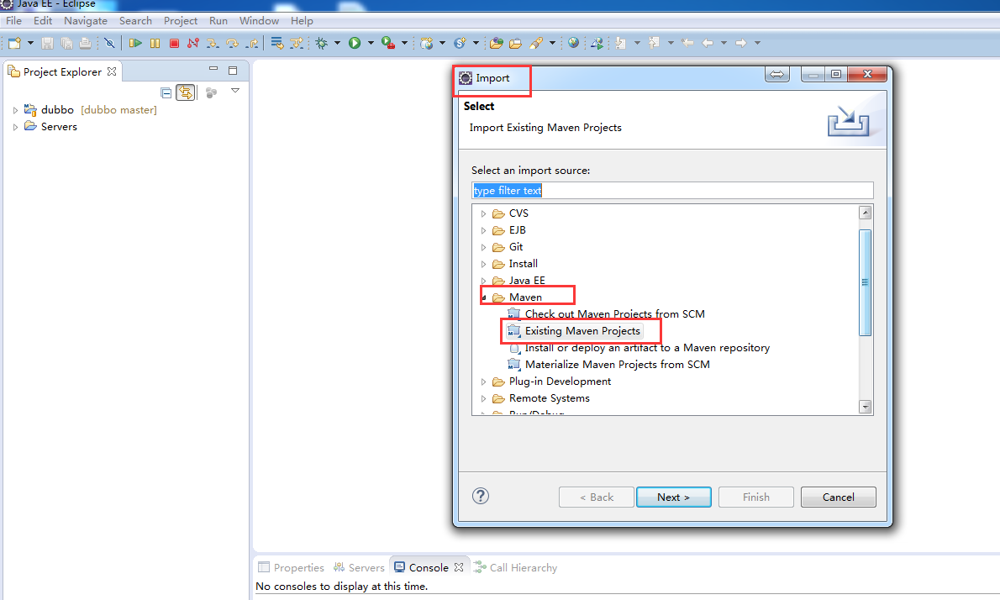 Java EE - Eclipse
File Edit Navigate Search Project Run Window Help
Project Explorer
dubbo [dubbo master]
Servers
Import
Select
Import Existing Maven Projects
Select an import source:
type filter text
CVS
EJB
Git
Install
Java EE
Maven
Check out Maven Projects from SCM
Existing Maven Projects
Install or deploy an artifact to a Maven repository
Materialize Maven Projects from SCM
Plug-in Development
Remote Systems
Run/Debug
< Back Next > Finish Cancel
Properties Servers Console Call Hierarchy
No consoles to display at this time.